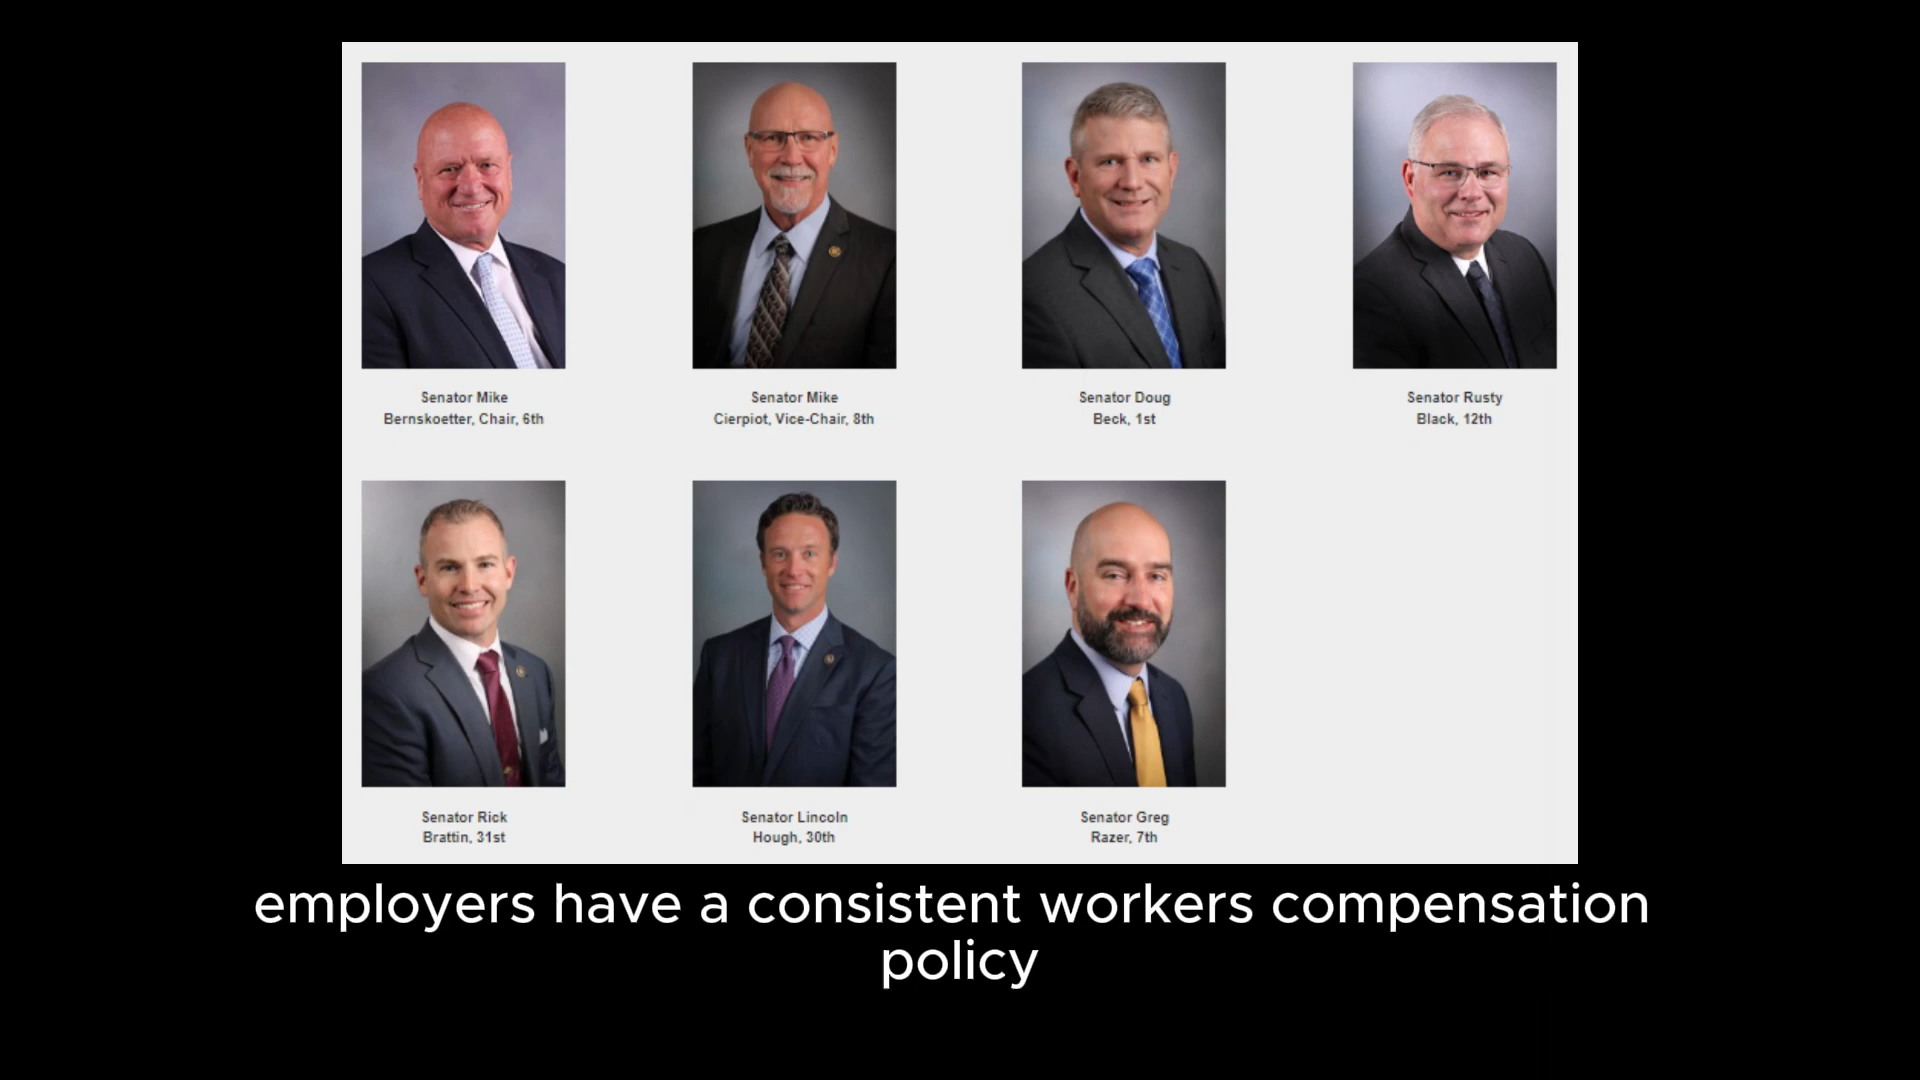 Senator Mike
Bernskoetter, Chair, 6th
Senator Mike
Cierpiot, Vice-Chair, 8th
Senator Doug
Beck, 1st
Senator Rusty
Black, 12th
Senator Rick
Brattin, 31st
Senator Lincoln
Hough, 30th
Senator Greg
Razer, 7th
employers have a consistent workers compensation
policy